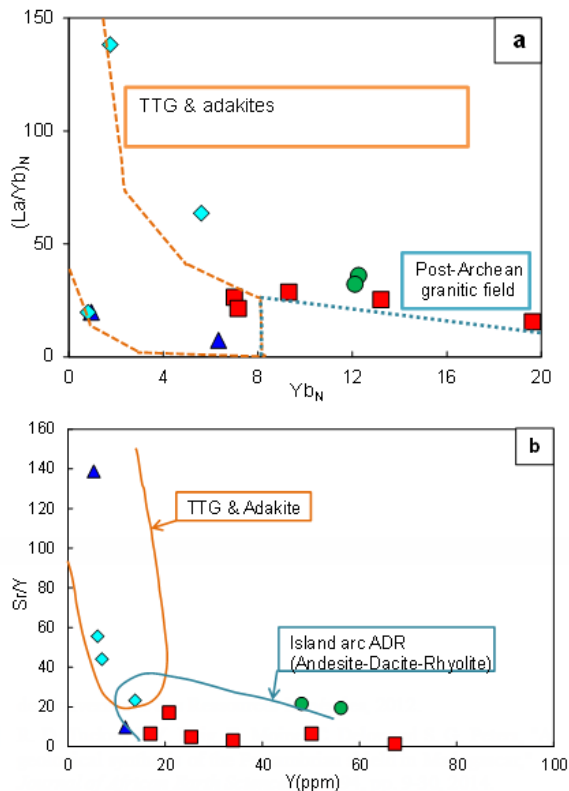 a
150
100
50
0
(La/Yb)N
TTG & adakites
Post-Archean
granitic field
0 4 8 12 16 20
YbN
b
160
140
120
100
80
60
40
20
0
Sr/Y
TTG & Adakite
Island arc ADR
(Andesite-Dacite-Rhyolite)
0 20 40 60 80 100
Y(ppm)